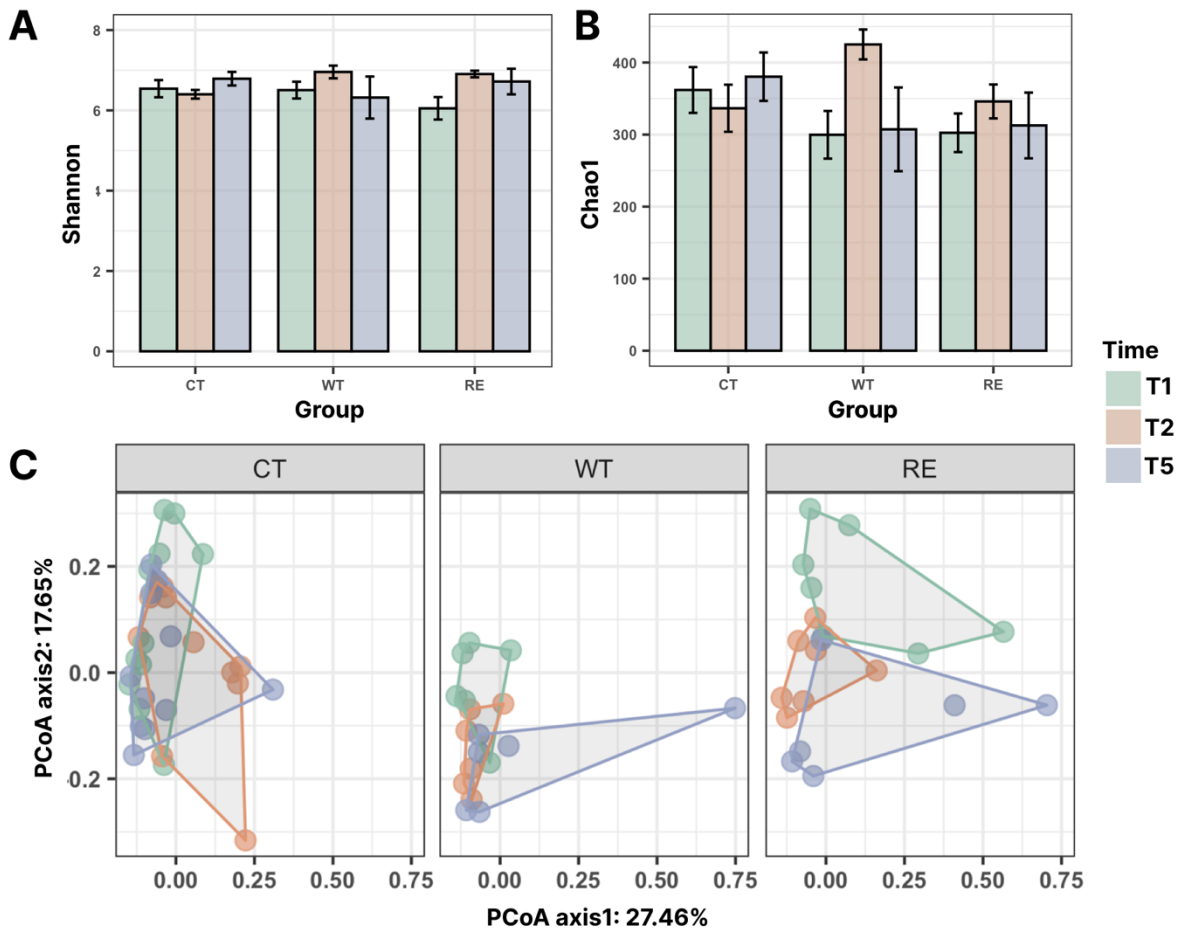 A
8
6
4
2
0
Shannon
CT WT RE
Group
B
400
300
200
100
0
Chao1
CT WT RE
Group
Time
T1
T2
T5
C
CT WT RE
0.2
0.0
-0.2
PCoA axis2: 17.65%
0.00 0.25 0.50 0.75 0.00 0.25 0.50 0.75 0.00 0.25 0.50 0.75
PCoA axis1: 27.46%